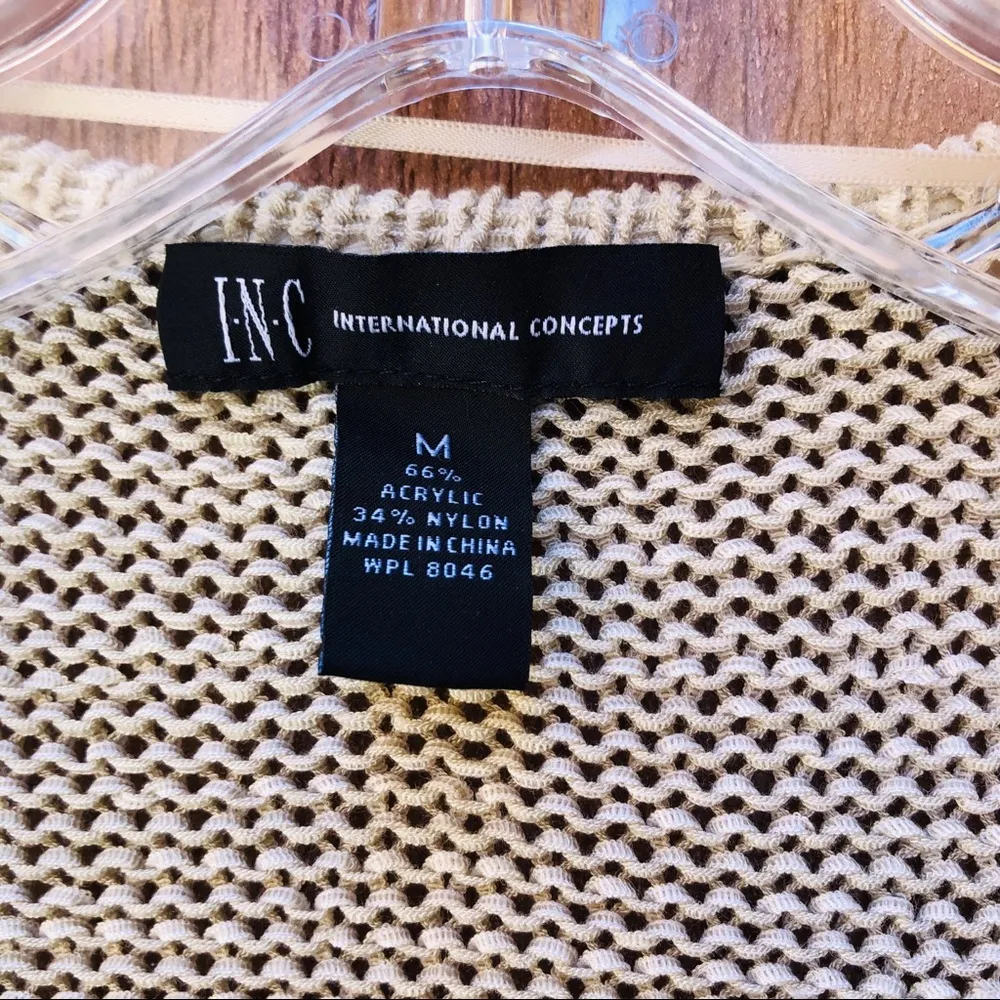 I·N·C INTERNATIONAL CONCEPTS
M
66%
ACRYLIC
34% NYLON
MADE IN CHINA
WPL 8046